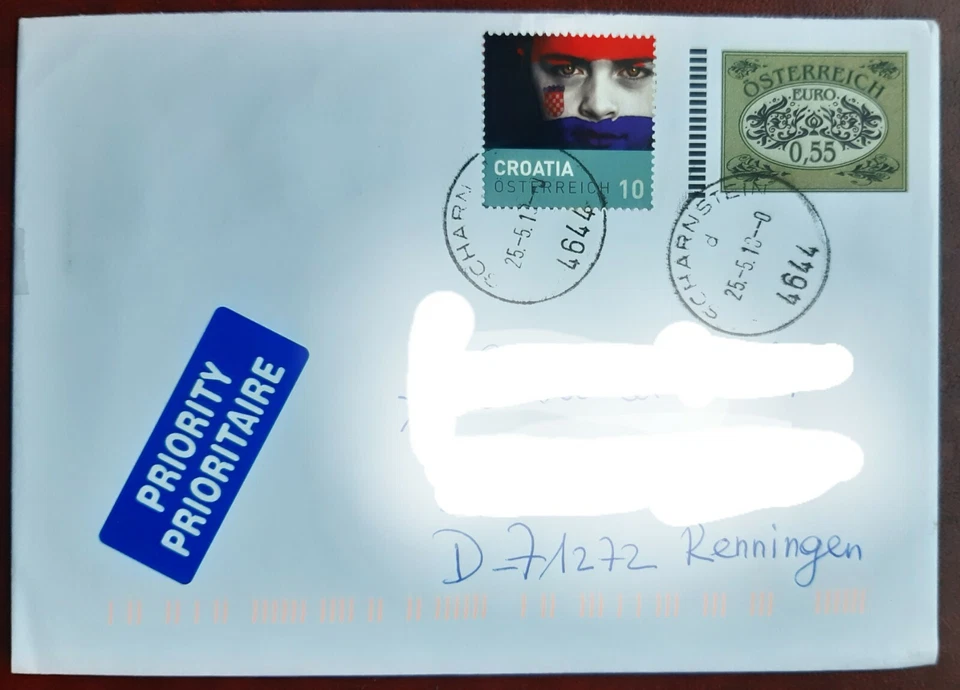 CROATIA
ÖSTERREICH 10
ÖSTERREICH
EURO
0,55
SCHARN
25.-5.1
4644
SCHARNSTEIN
d
25.-5.18--0
4644
PRIORITY
PRIORITAIRE
D-71272 Renningen